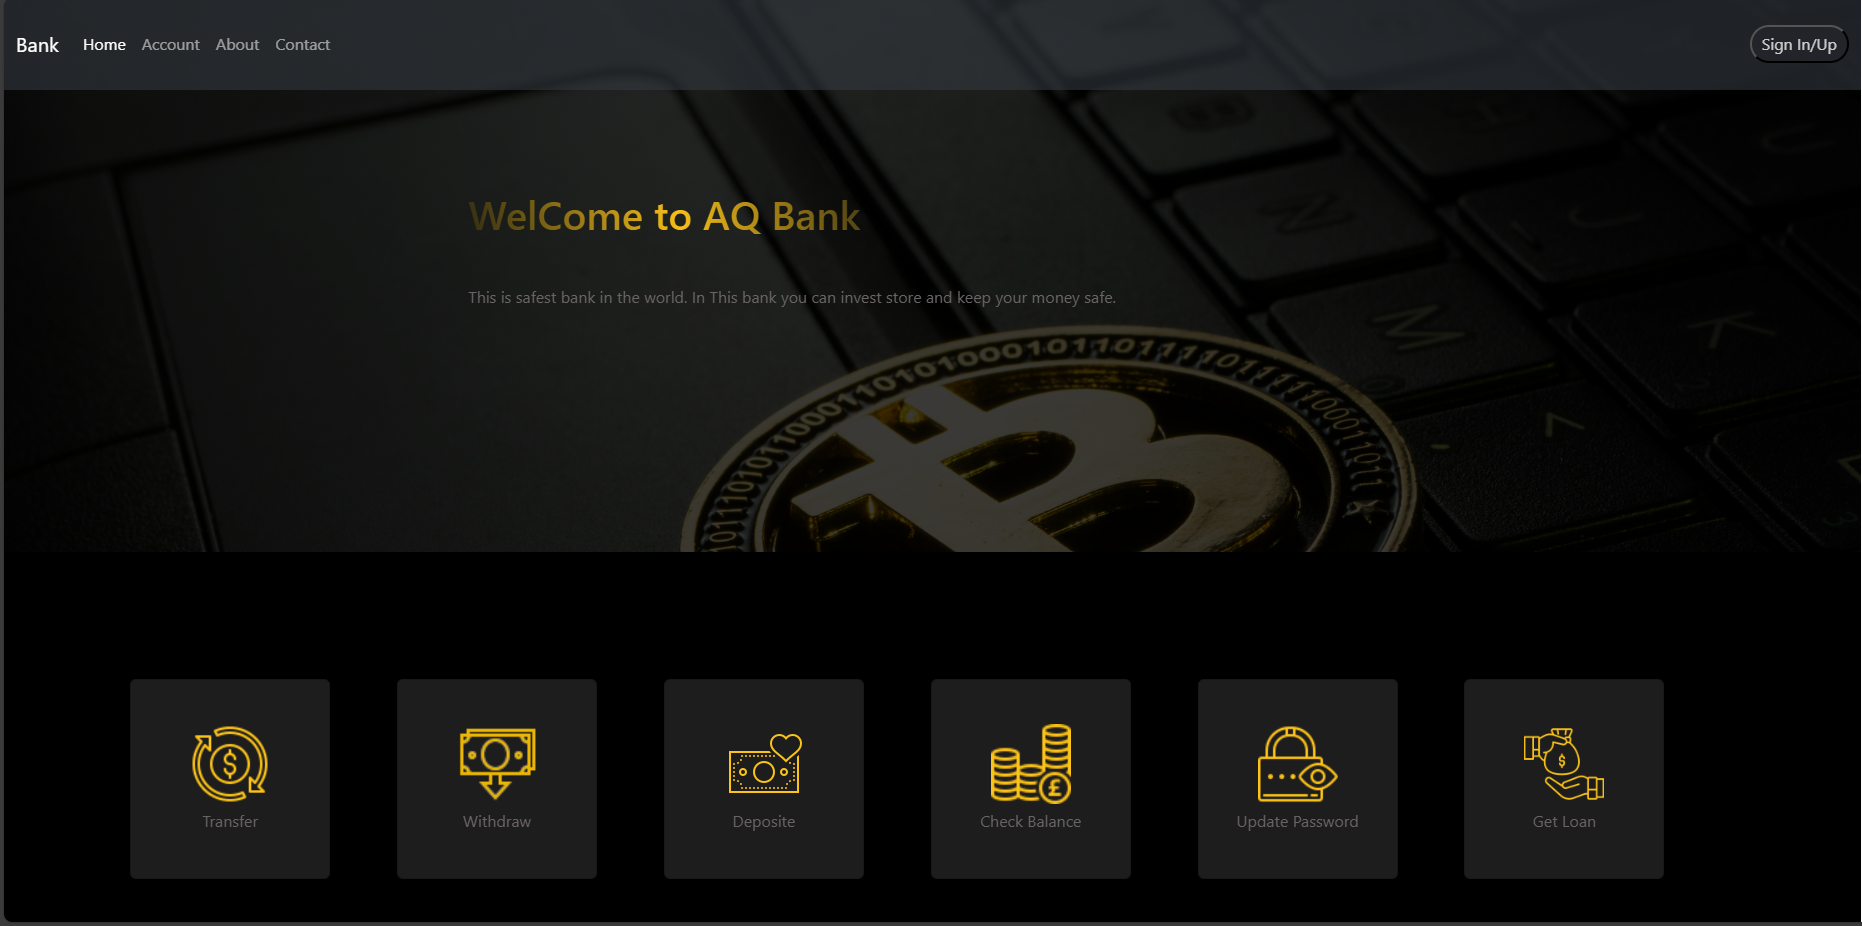 Bank Home Account About Contact Sign In/Up
WelCome to AQ Bank
This is safest bank in the world. In This bank you can invest store and keep your money safe.
Transfer Withdraw Deposite Check Balance Update Password Get Loan